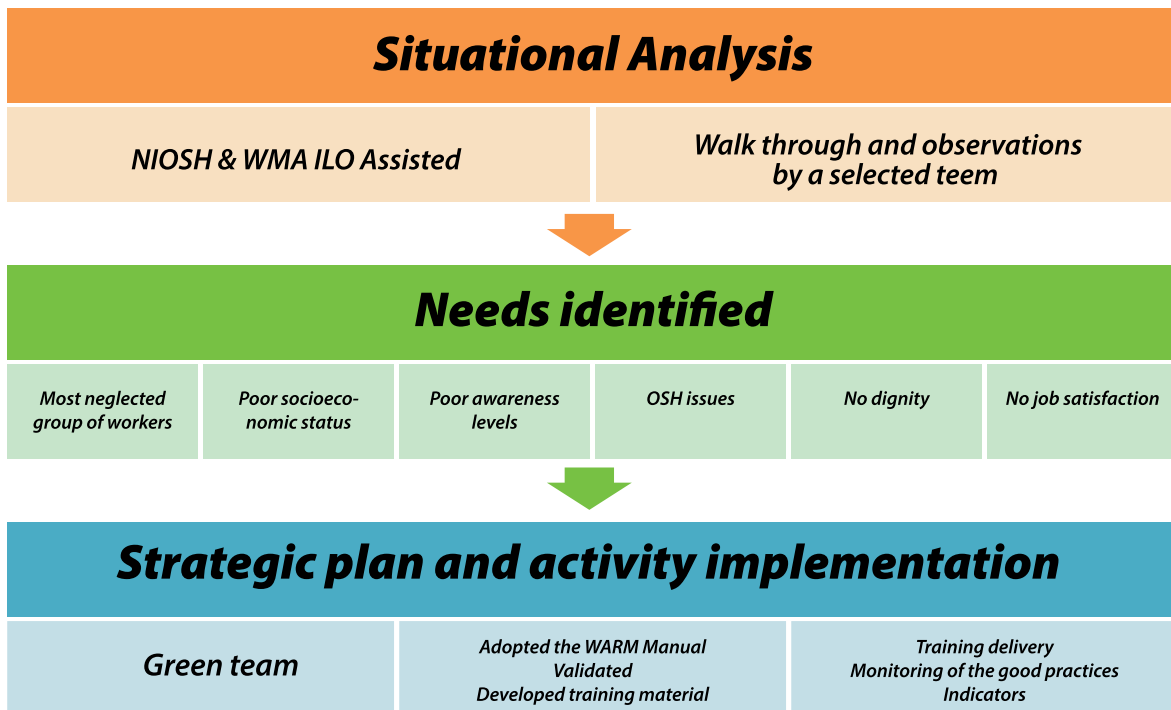 Situational Analysis
NIOSH & WMA ILO Assisted
Walk through and observations
by a selected teem
Needs identified
Most neglected
group of workers
Poor socioeco-
nomic status
Poor awareness
levels
OSH issues
No dignity
No job satisfaction
Strategic plan and activity implementation
Green team
Adopted the WARM Manual
Validated
Developed training material
Training delivery
Monitoring of the good practices
Indicators